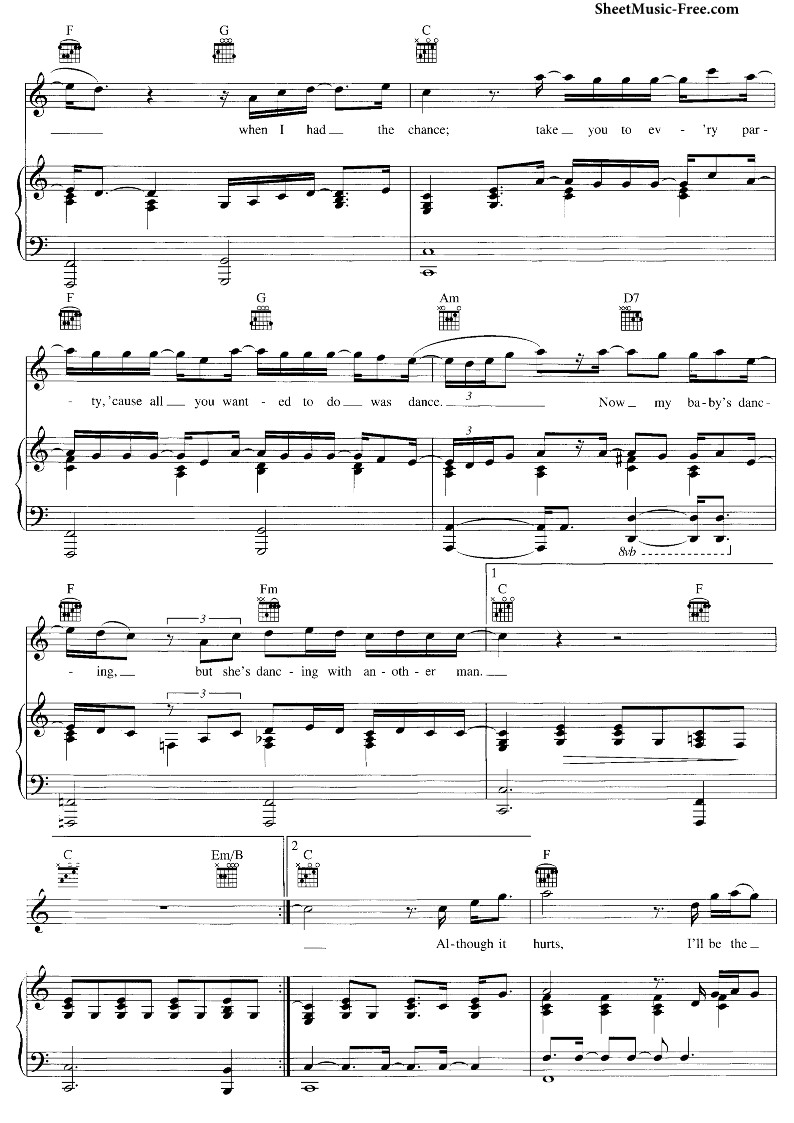 SheetMusic-Free.com
F G C
when I had the chance; take you to ev - 'ry par -
F G Am D7
- ty, 'cause all you want - ed to do was dance. Now my ba-by's danc-
3
3
8vb
1
F Fm C F
3
- ing, but she's danc - ing with an-oth-er man.
3
2
C Em/B C F
Al-though it hurts, I'll be the